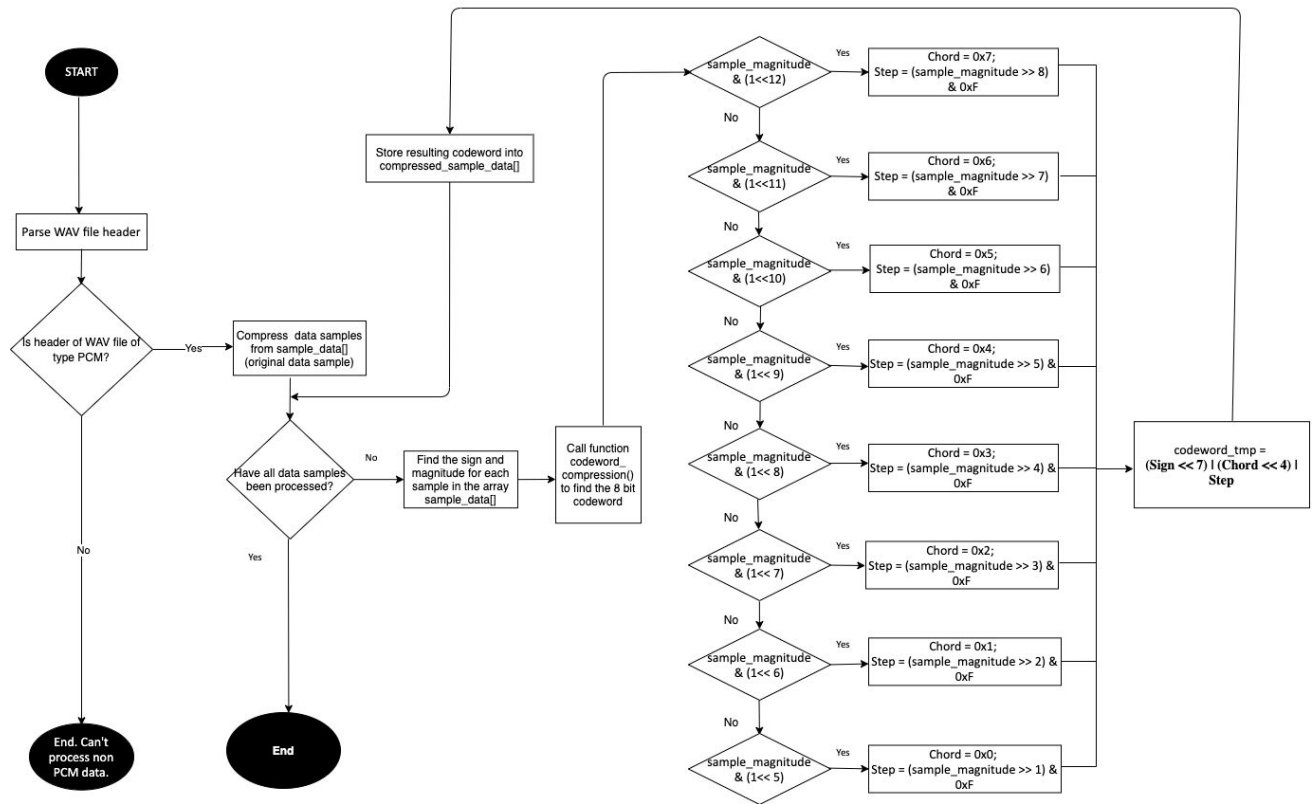 START
Parse WAV file header
Is header of WAV file of
type PCM?
Yes
No
End. Can't
process non
PCM data.
Compress data samples
from sample_data[]
(original data sample)
Store resulting codeword into
compressed_sample_data[]
Have all data samples
been processed?
No
Yes
End
Find the sign and
magnitude for each
sample in the array
sample_data[]
Call function
codeword_
compression()
to find the 8 bit
codeword
sample_magnitude
& (1<<12)
Yes
Chord = 0x7;
Step = (sample_magnitude >> 8)
& 0xF
No
sample_magnitude
& (1<<11)
Yes
Chord = 0x6;
Step = (sample_magnitude >> 7)
& 0xF
No
sample_magnitude
& (1<<10)
Yes
Chord = 0x5;
Step = (sample_magnitude >> 6)
& 0xF
No
sample_magnitude
& (1<< 9)
Yes
Chord = 0x4;
Step = (sample_magnitude >> 5) &
0xF
No
sample_magnitude
& (1<< 8)
Yes
Chord = 0x3;
Step = (sample_magnitude >> 4) &
0xF
No
sample_magnitude
& (1<< 7)
Yes
Chord = 0x2;
Step = (sample_magnitude >> 3) &
0xF
No
sample_magnitude
& (1<< 6)
Yes
Chord = 0x1;
Step = (sample_magnitude >> 2) &
0xF
No
sample_magnitude
& (1<< 5)
Yes
Chord = 0x0;
Step = (sample_magnitude >> 1) &
0xF
codeword_tmp =
(Sign << 7) | (Chord << 4) |
Step